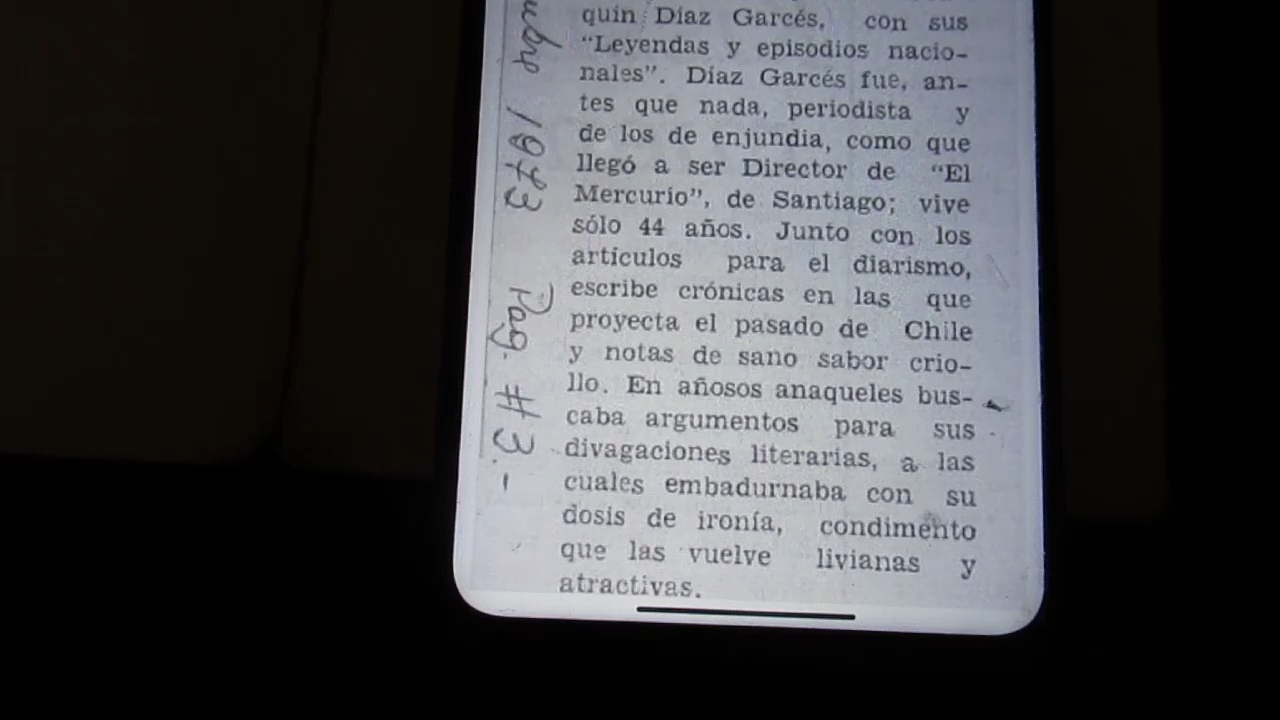 quín Díaz Garcés, con sus
“Leyendas y episodios nacio-
nales”. Díaz Garcés fue, an-
tes que nada, periodista y
de los de enjundia, como que
llegó a ser Director de “El
Mercurio”, de Santiago; vive
sólo 44 años. Junto con los
artículos para el diarismo,
escribe crónicas en las que
proyecta el pasado de Chile
y notas de sano sabor crio-
llo. En añosos anaqueles bus-
caba argumentos para sus
divagaciones literarias, a las
cuales embadurnaba con su
dosis de ironía, condimento
que las vuelve livianas y
atractivas.
1973 Pag. #3.-